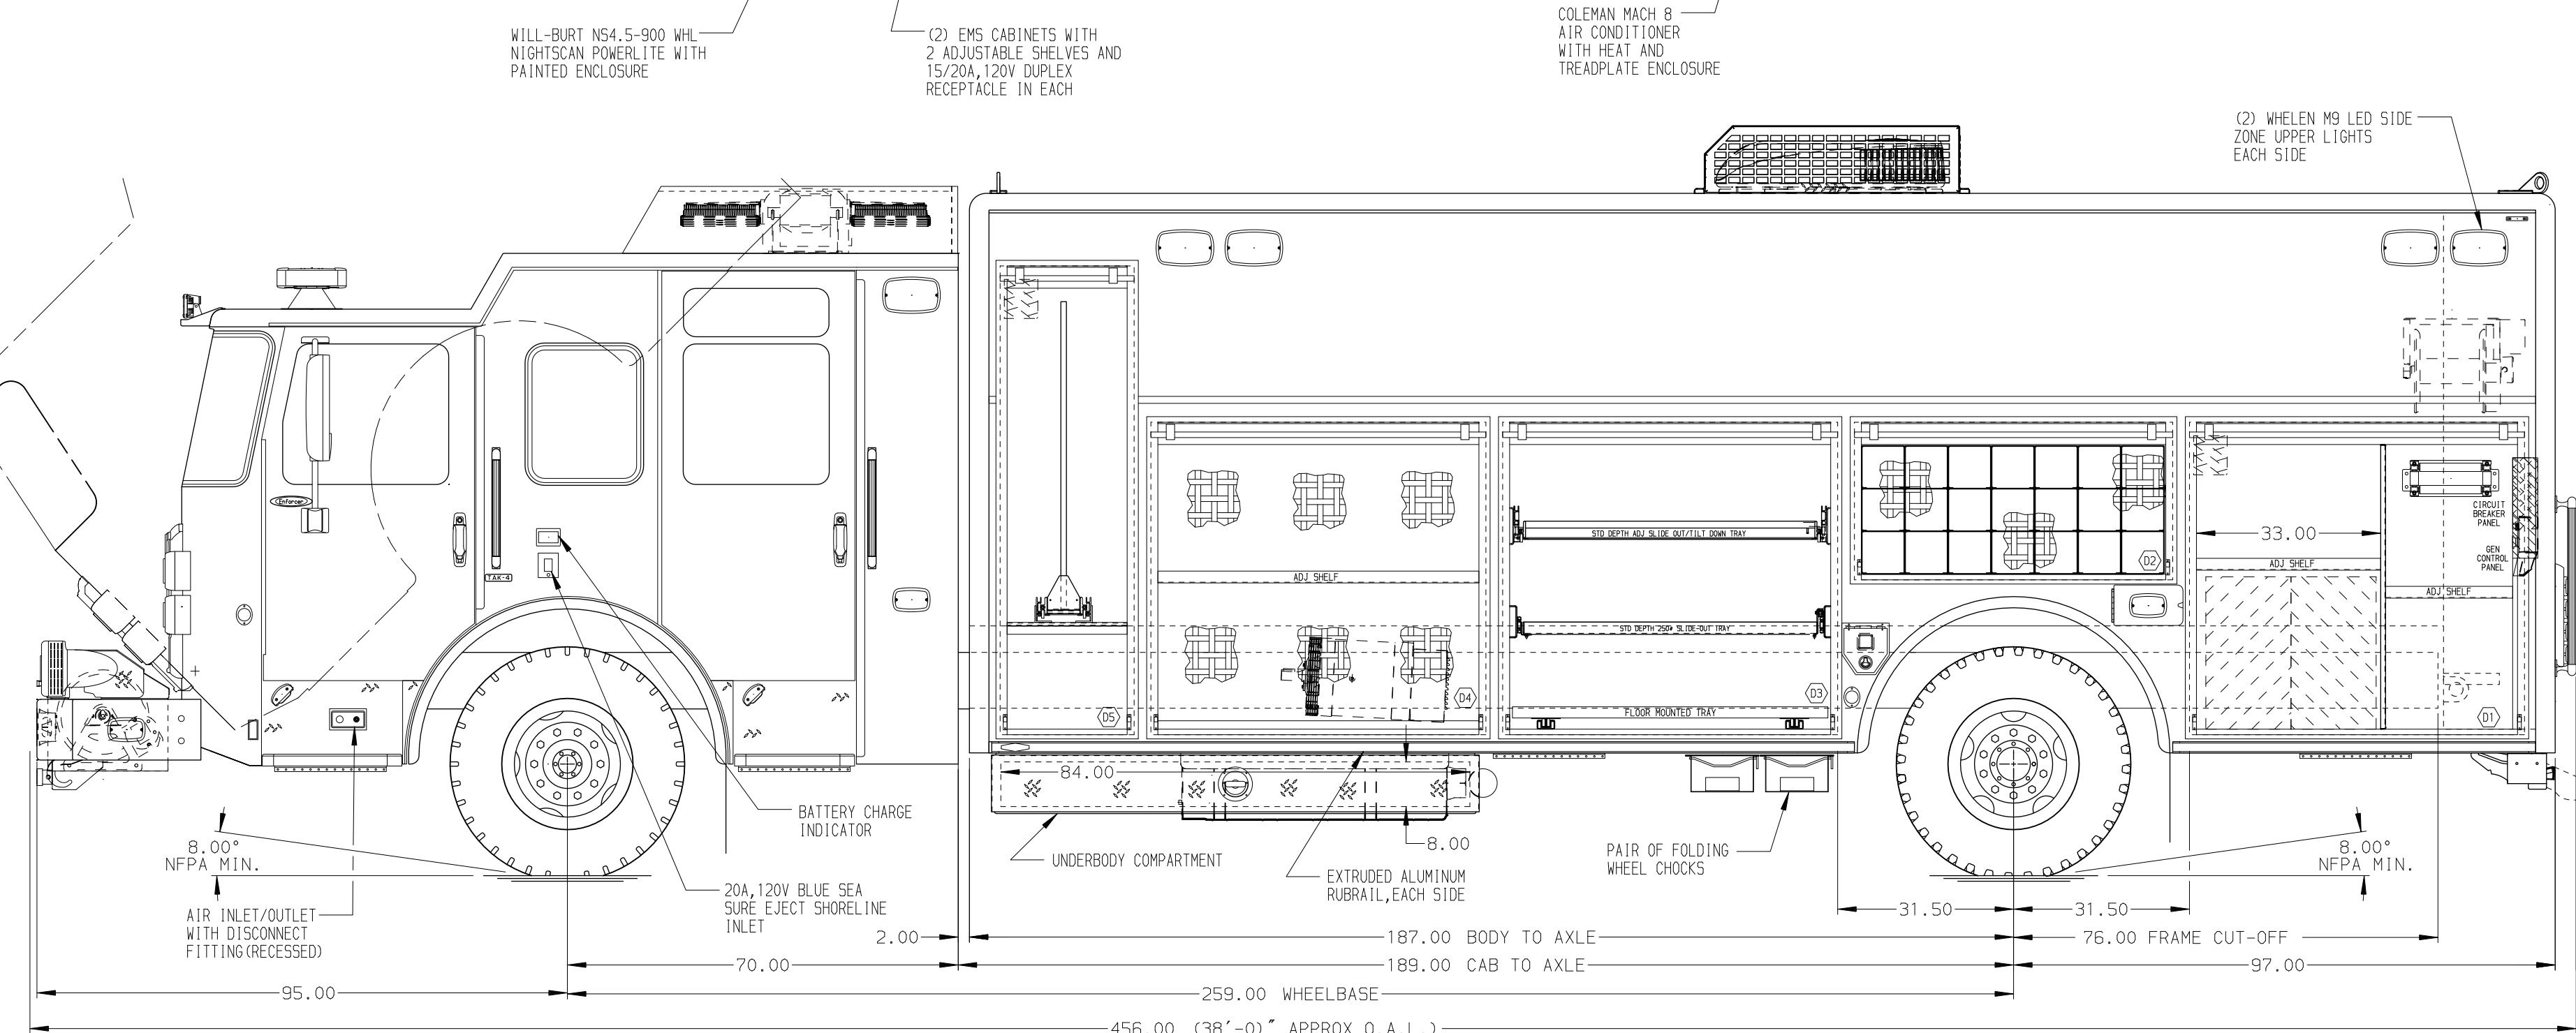 WILL-BURT NS4.5-900 WHL
NIGHTSCAN POWERLITE WITH
PAINTED ENCLOSURE
(2) EMS CABINETS WITH
2 ADJUSTABLE SHELVES AND
15/20A,120V DUPLEX
RECEPTACLE IN EACH
COLEMAN MACH 8
AIR CONDITIONER
WITH HEAT AND
TREADPLATE ENCLOSURE
(2) WHELEN M9 LED SIDE
ZONE UPPER LIGHTS
EACH SIDE
Enforcer
TAK-4
STD DEPTH ADJ SLIDE OUT/TILT DOWN TRAY
ADJ SHELF
STD DEPTH 250# SLIDE-OUT TRAY
FLOOR MOUNTED TRAY
D5
D4
D3
D2
D1
33.00
ADJ SHELF
ADJ SHELF
CIRCUIT
BREAKER
PANEL
GEN
CONTROL
PANEL
84.00
8.00
BATTERY CHARGE
INDICATOR
8.00°
NFPA MIN.
UNDERBODY COMPARTMENT
EXTRUDED ALUMINUM
RUBRAIL,EACH SIDE
PAIR OF FOLDING
WHEEL CHOCKS
8.00°
NFPA MIN.
AIR INLET/OUTLET
WITH DISCONNECT
FITTING(RECESSED)
20A,120V BLUE SEA
SURE EJECT SHORELINE
INLET
31.50
31.50
2.00
187.00 BODY TO AXLE
76.00 FRAME CUT-OFF
70.00
189.00 CAB TO AXLE
97.00
95.00
259.00 WHEELBASE
456.00 (38'-0)" APPROX O.A.L.)